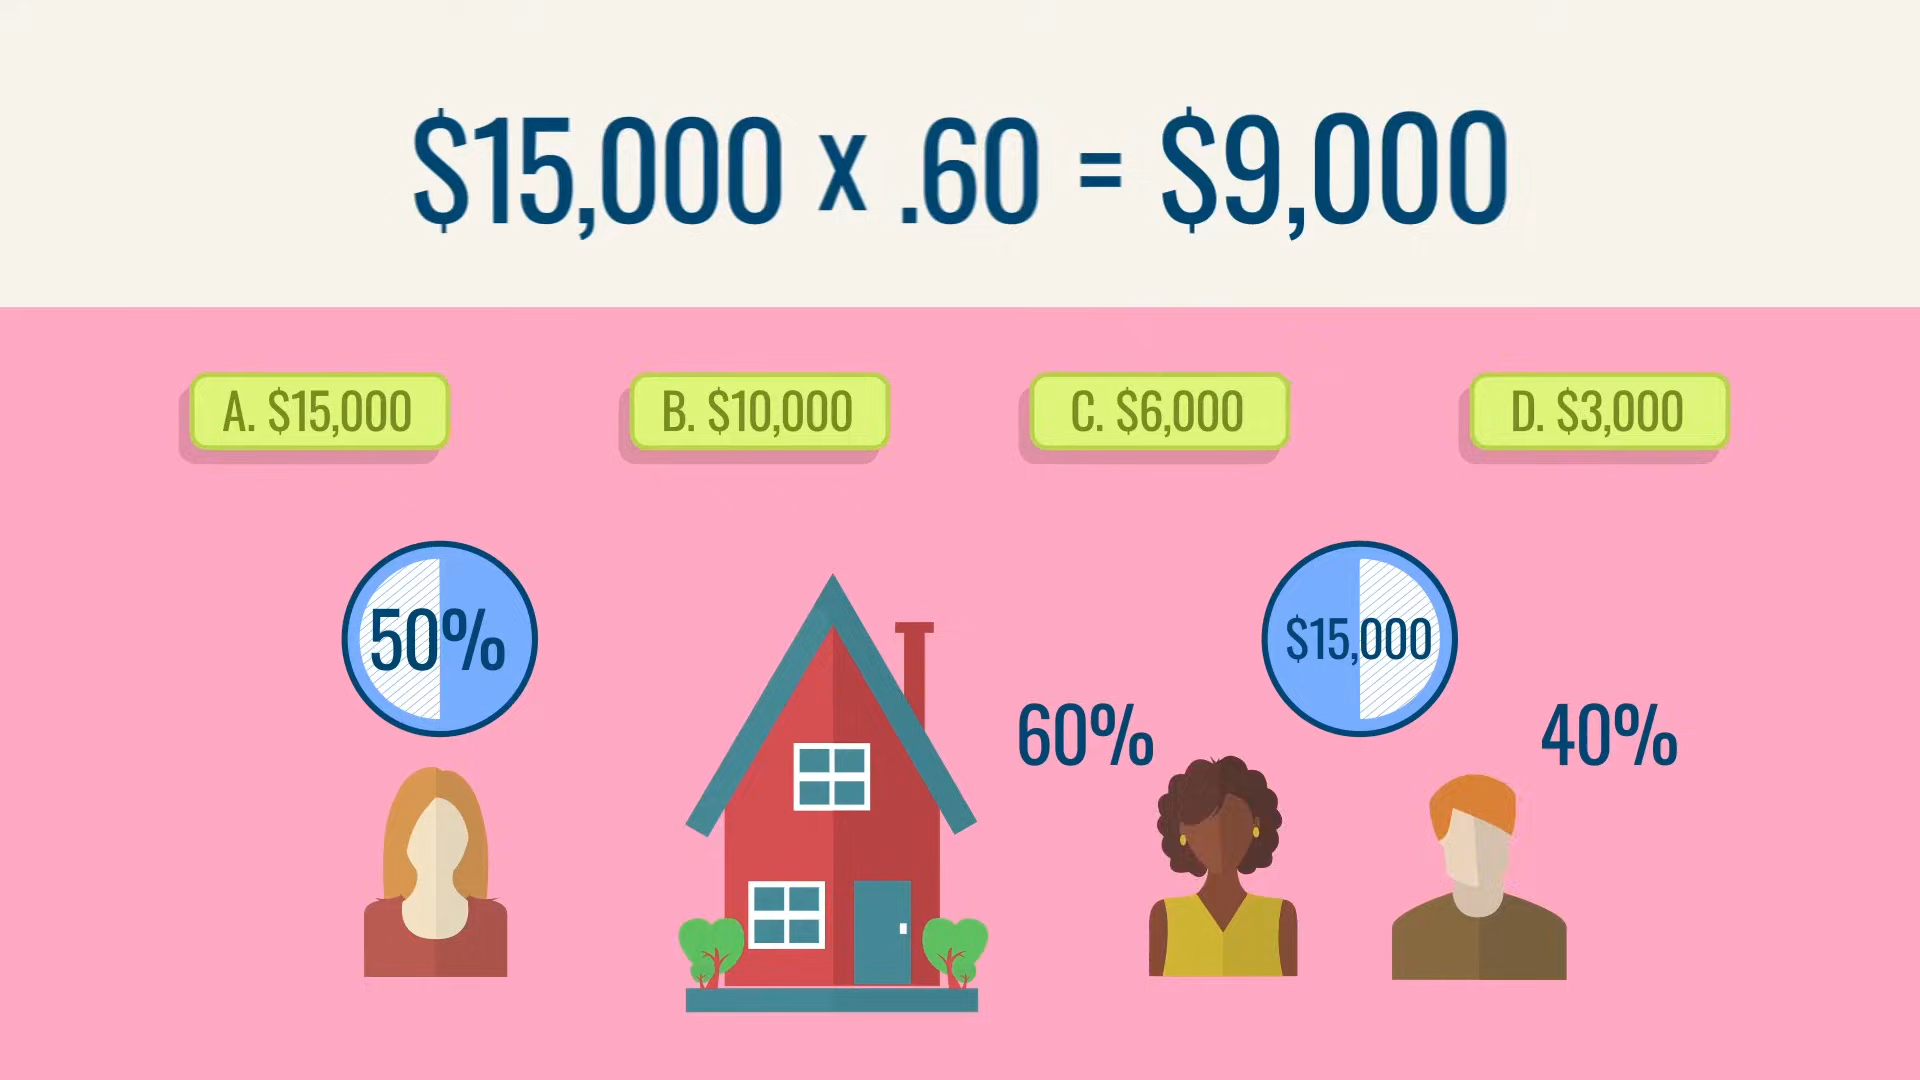 $15,000 x .60 = $9,000
A. $15,000
B. $10,000
C. $6,000
D. $3,000
50%
$15,000
60%
40%